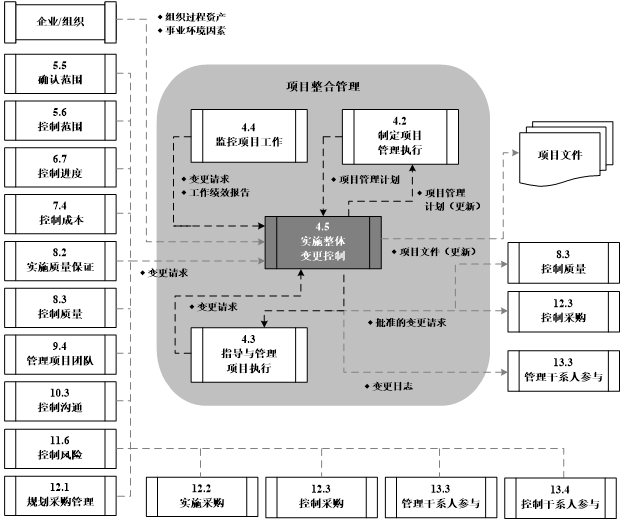 企业/组织
◆ 组织过程资产
◆ 事业环境因素
5.5
确认范围
5.6
控制范围
6.7
控制进度
7.4
控制成本
8.2
实施质量保证
8.3
控制质量
9.4
管理项目团队
10.3
控制沟通
11.6
控制风险
12.1
规划采购管理
◆ 变更请求
项目整合管理
4.4
监控项目工作
4.2
制定项目
管理执行
◆ 变更请求
◆ 工作绩效报告
◆ 项目管理计划
◆ 项目管理
计划（更新）
4.5
实施整体
变更控制
◆ 项目文件（更新）
◆ 变更请求
4.3
指导与管理
项目执行
◆ 批准的变更请求
◆ 变更日志
项目文件
8.3
控制质量
12.3
控制采购
13.3
管理干系人参与
12.2
实施采购
12.3
控制采购
13.3
管理干系人参与
13.4
控制干系人参与